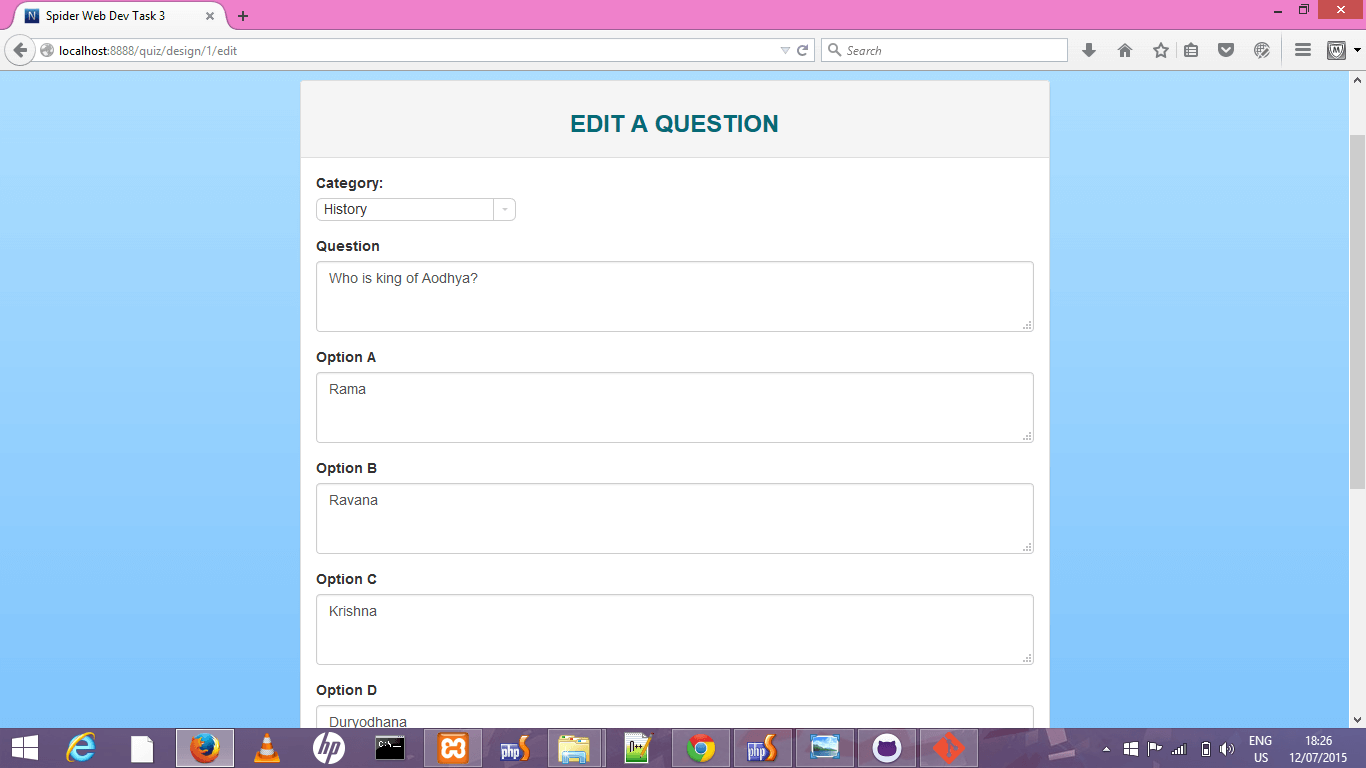 Spider Web Dev Task 3
localhost:8888/quiz/design/1/edit
Search
EDIT A QUESTION
Category:
History
Question
Who is king of Aodhya?
Option A
Rama
Option B
Ravana
Option C
Krishna
Option D
Duryodhana
ENG
US
18:26
12/07/2015